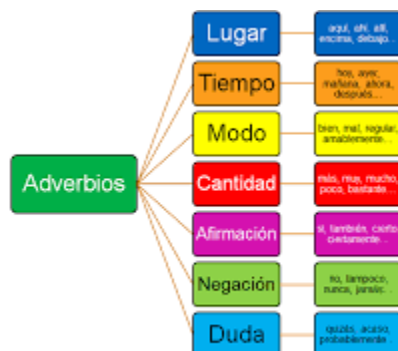 Adverbios
Lugar
aquí, ahí, allí,
encima, debajo...
Tiempo
hoy, ayer,
mañana, ahora,
después...
Modo
bien, mal, regular,
amablemente...
Cantidad
más, muy, mucho,
poco, bastante...
Afirmación
sí, también, cierto
ciertamente...
Negación
no, tampoco,
nunca, jamás...
Duda
quizás, acaso,
probablemente...